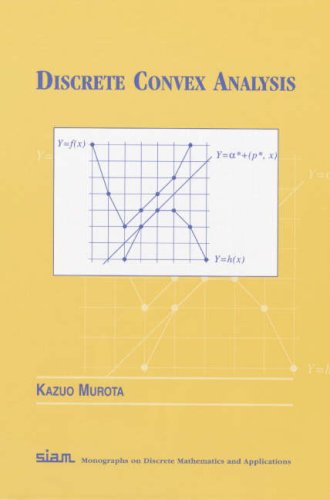 DISCRETE CONVEX ANALYSIS
Y=f(x)
Y=α*+⟨p*, x⟩
Y=h(x)
KAZUO MUROTA
siam. Monographs on Discrete Mathematics and Applications